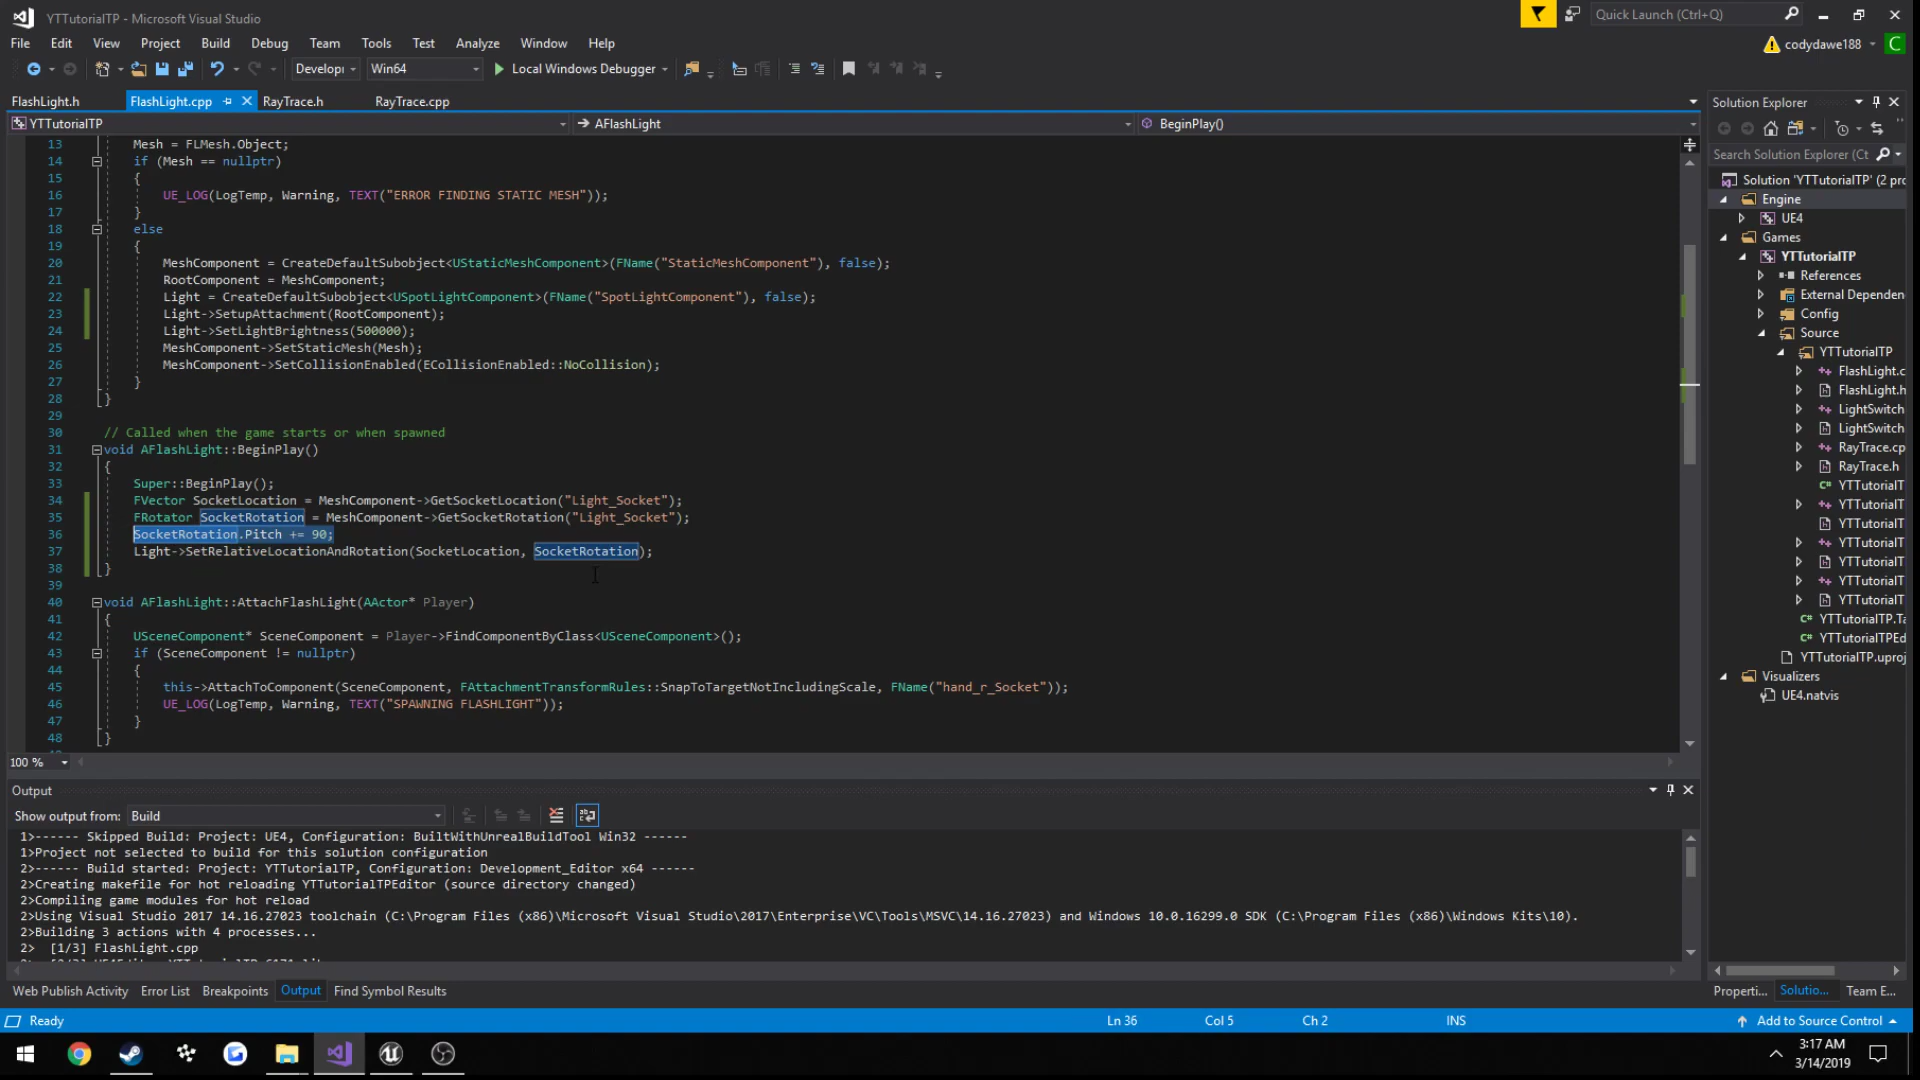 YTTutorialTP - Microsoft Visual Studio
Quick Launch (Ctrl+Q)
File Edit View Project Build Debug Team Tools Test Analyze Window Help
codydawe188 C
Developi Win64 Local Windows Debugger
FlashLight.h FlashLight.cpp RayTrace.h RayTrace.cpp
YTTutorialTP AFlashLight BeginPlay()
13 Mesh = FLMesh.Object;
14 if (Mesh == nullptr)
15 {
16 UE_LOG(LogTemp, Warning, TEXT("ERROR FINDING STATIC MESH"));
17 }
18 else
19 {
20 MeshComponent = CreateDefaultSubobject<UStaticMeshComponent>(FName("StaticMeshComponent"), false);
21 RootComponent = MeshComponent;
22 Light = CreateDefaultSubobject<USpotLightComponent>(FName("SpotLightComponent"), false);
23 Light->SetupAttachment(RootComponent);
24 Light->SetLightBrightness(500000);
25 MeshComponent->SetStaticMesh(Mesh);
26 MeshComponent->SetCollisionEnabled(ECollisionEnabled::NoCollision);
27 }
28 }
29
30 // Called when the game starts or when spawned
31 void AFlashLight::BeginPlay()
32 {
33 Super::BeginPlay();
34 FVector SocketLocation = MeshComponent->GetSocketLocation("Light_Socket");
35 FRotator SocketRotation = MeshComponent->GetSocketRotation("Light_Socket");
36 SocketRotation.Pitch += 90;
37 Light->SetRelativeLocationAndRotation(SocketLocation, SocketRotation);
38 }
39
40 void AFlashLight::AttachFlashLight(AActor* Player)
41 {
42 USceneComponent* SceneComponent = Player->FindComponentByClass<USceneComponent>();
43 if (SceneComponent != nullptr)
44 {
45 this->AttachToComponent(SceneComponent, FAttachmentTransformRules::SnapToTargetNotIncludingScale, FName("hand_r_Socket"));
46 UE_LOG(LogTemp, Warning, TEXT("SPAWNING FLASHLIGHT"));
47 }
48 }
100 %
Solution Explorer
Search Solution Explorer (Ct
Solution 'YTTutorialTP' (2 pro
Engine
UE4
Games
YTTutorialTP
References
External Dependen
Config
Source
YTTutorialTP
FlashLight.c
FlashLight.h
LightSwitch
LightSwitch
RayTrace.cp
RayTrace.h
YTTutorialT
YTTutorialT
YTTutorialT
YTTutorialT
YTTutorialT
YTTutorialT
YTTutorialT
YTTutorialTP.Ta
YTTutorialTPEd
YTTutorialTP.uproj
Visualizers
UE4.natvis
Output
Show output from: Build
1>------ Skipped Build: Project: UE4, Configuration: BuiltWithUnrealBuildTool Win32 ------
1>Project not selected to build for this solution configuration
2>------ Build started: Project: YTTutorialTP, Configuration: Development_Editor x64 ------
2>Creating makefile for hot reloading YTTutorialTPEditor (source directory changed)
2>Compiling game modules for hot reload
2>Using Visual Studio 2017 14.16.27023 toolchain (C:\Program Files (x86)\Microsoft Visual Studio\2017\Enterprise\VC\Tools\MSVC\14.16.27023) and Windows 10.0.16299.0 SDK (C:\Program Files (x86)\Windows Kits\10).
2>Building 3 actions with 4 processes...
2> [1/3] FlashLight.cpp
Web Publish Activity Error List Breakpoints Output Find Symbol Results
Properti... Solutio... Team E...
Ready Ln 36 Col 5 Ch 2 INS Add to Source Control
3:17 AM
3/14/2019